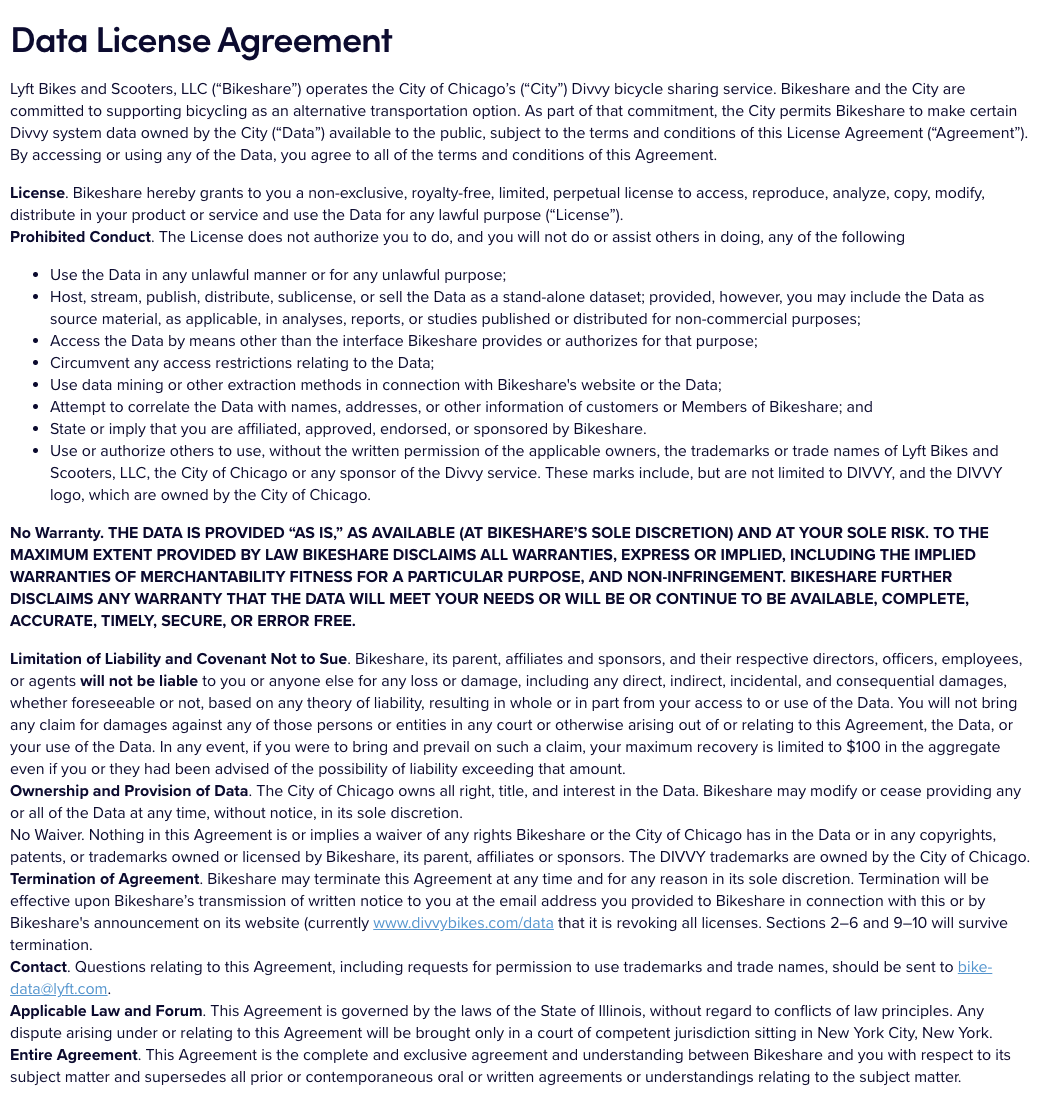 Data License Agreement
Lyft Bikes and Scooters, LLC (“Bikeshare”) operates the City of Chicago’s (“City”) Divvy bicycle sharing service. Bikeshare and the City are
committed to supporting bicycling as an alternative transportation option. As part of that commitment, the City permits Bikeshare to make certain
Divvy system data owned by the City (“Data”) available to the public, subject to the terms and conditions of this License Agreement (“Agreement”).
By accessing or using any of the Data, you agree to all of the terms and conditions of this Agreement.
License. Bikeshare hereby grants to you a non-exclusive, royalty-free, limited, perpetual license to access, reproduce, analyze, copy, modify,
distribute in your product or service and use the Data for any lawful purpose (“License”).
Prohibited Conduct. The License does not authorize you to do, and you will not do or assist others in doing, any of the following
• Use the Data in any unlawful manner or for any unlawful purpose;
• Host, stream, publish, distribute, sublicense, or sell the Data as a stand-alone dataset; provided, however, you may include the Data as
source material, as applicable, in analyses, reports, or studies published or distributed for non-commercial purposes;
• Access the Data by means other than the interface Bikeshare provides or authorizes for that purpose;
• Circumvent any access restrictions relating to the Data;
• Use data mining or other extraction methods in connection with Bikeshare's website or the Data;
• Attempt to correlate the Data with names, addresses, or other information of customers or Members of Bikeshare; and
• State or imply that you are affiliated, approved, endorsed, or sponsored by Bikeshare.
• Use or authorize others to use, without the written permission of the applicable owners, the trademarks or trade names of Lyft Bikes and
Scooters, LLC, the City of Chicago or any sponsor of the Divvy service. These marks include, but are not limited to DIVVY, and the DIVVY
logo, which are owned by the City of Chicago.
No Warranty. THE DATA IS PROVIDED “AS IS,” AS AVAILABLE (AT BIKESHARE’S SOLE DISCRETION) AND AT YOUR SOLE RISK. TO THE
MAXIMUM EXTENT PROVIDED BY LAW BIKESHARE DISCLAIMS ALL WARRANTIES, EXPRESS OR IMPLIED, INCLUDING THE IMPLIED
WARRANTIES OF MERCHANTABILITY FITNESS FOR A PARTICULAR PURPOSE, AND NON-INFRINGEMENT. BIKESHARE FURTHER
DISCLAIMS ANY WARRANTY THAT THE DATA WILL MEET YOUR NEEDS OR WILL BE OR CONTINUE TO BE AVAILABLE, COMPLETE,
ACCURATE, TIMELY, SECURE, OR ERROR FREE.
Limitation of Liability and Covenant Not to Sue. Bikeshare, its parent, affiliates and sponsors, and their respective directors, officers, employees,
or agents will not be liable to you or anyone else for any loss or damage, including any direct, indirect, incidental, and consequential damages,
whether foreseeable or not, based on any theory of liability, resulting in whole or in part from your access to or use of the Data. You will not bring
any claim for damages against any of those persons or entities in any court or otherwise arising out of or relating to this Agreement, the Data, or
your use of the Data. In any event, if you were to bring and prevail on such a claim, your maximum recovery is limited to $100 in the aggregate
even if you or they had been advised of the possibility of liability exceeding that amount.
Ownership and Provision of Data. The City of Chicago owns all right, title, and interest in the Data. Bikeshare may modify or cease providing any
or all of the Data at any time, without notice, in its sole discretion.
No Waiver. Nothing in this Agreement is or implies a waiver of any rights Bikeshare or the City of Chicago has in the Data or in any copyrights,
patents, or trademarks owned or licensed by Bikeshare, its parent, affiliates or sponsors. The DIVVY trademarks are owned by the City of Chicago.
Termination of Agreement. Bikeshare may terminate this Agreement at any time and for any reason in its sole discretion. Termination will be
effective upon Bikeshare’s transmission of written notice to you at the email address you provided to Bikeshare in connection with this or by
Bikeshare's announcement on its website (currently www.divvybikes.com/data that it is revoking all licenses. Sections 2–6 and 9–10 will survive
termination.
Contact. Questions relating to this Agreement, including requests for permission to use trademarks and trade names, should be sent to bike-
data@lyft.com.
Applicable Law and Forum. This Agreement is governed by the laws of the State of Illinois, without regard to conflicts of law principles. Any
dispute arising under or relating to this Agreement will be brought only in a court of competent jurisdiction sitting in New York City, New York.
Entire Agreement. This Agreement is the complete and exclusive agreement and understanding between Bikeshare and you with respect to its
subject matter and supersedes all prior or contemporaneous oral or written agreements or understandings relating to the subject matter.